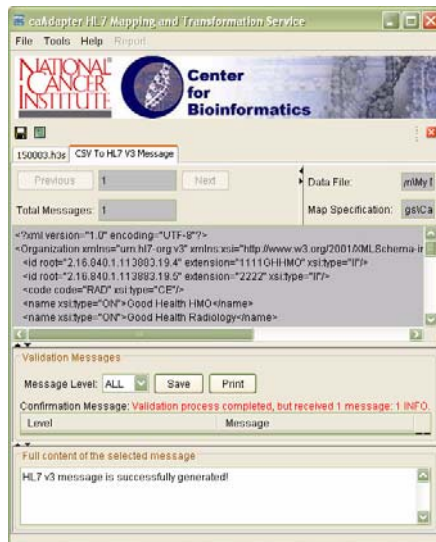 caAdapter HL7 Mapping and Transformation Service
File Tools Help Report
NATIONAL
CANCER
INSTITUTE
Center
for
Bioinformatics
150003.h3s CSV To HL7 V3 Message
Previous 1 Next Data File:
Total Messages: 1 Map Specification:
<?xml version="1.0" encoding="UTF-8"?>
<Organization xmlns="urn:hl7-org:v3" xmlns:xsi="http://www.w3.org/2001/XMLSchema-in
<id root="2.16.840.1.113883.19.4" extension="1111GHHMO" xsi:type="II"/>
<id root="2.16.840.1.113883.19.5" extension="2222" xsi:type="II"/>
<code code="RAD" xsi:type="CE"/>
<name xsi:type="ON">Good Health HMO</name>
<name xsi:type="ON">Good Health Radiology</name>
Validation Messages
Message Level: ALL Save Print
Confirmation Message: Validation process completed, but received 1 message: 1 INFO.
Level Message
Full content of the selected message
HL7 v3 message is successfully generated!